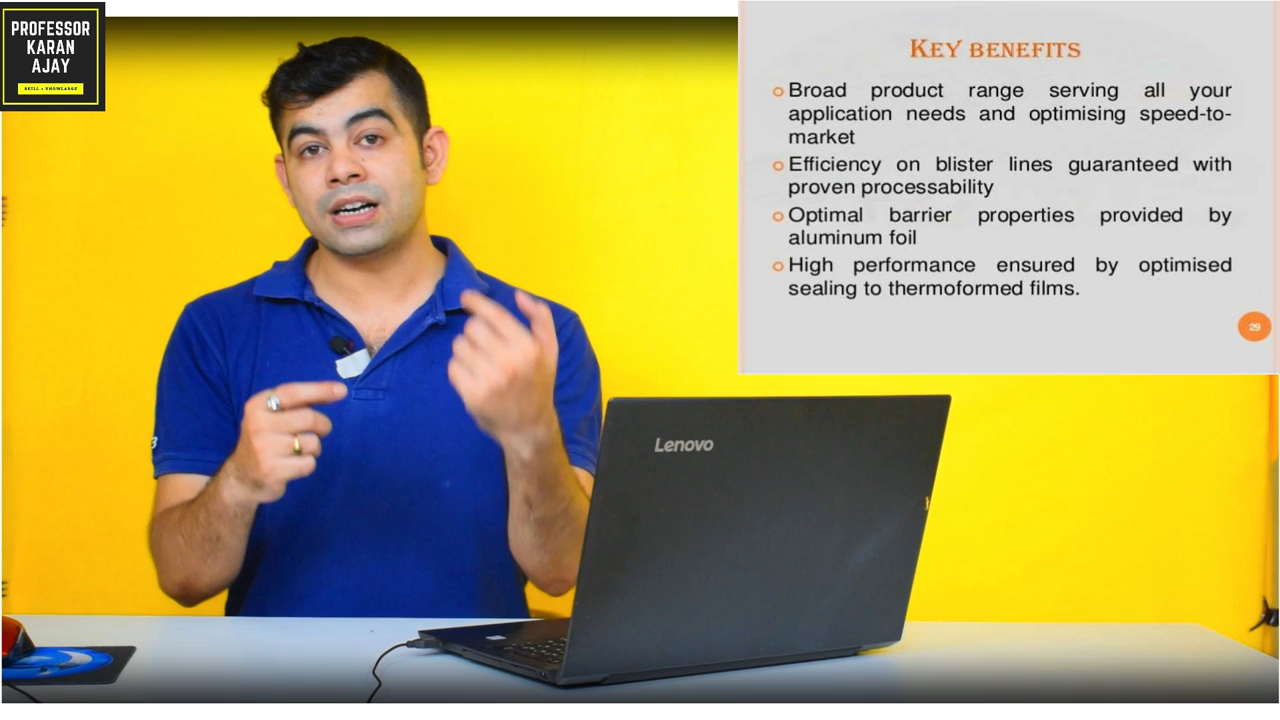 PROFESSOR
KARAN
AJAY
SKILL + KNOWLEDGE
KEY BENEFITS
Broad product range serving all your
application needs and optimising speed-to-
market
Efficiency on blister lines guaranteed with
proven processability
Optimal barrier properties provided by
aluminum foil
High performance ensured by optimised
sealing to thermoformed films.
29
Lenovo